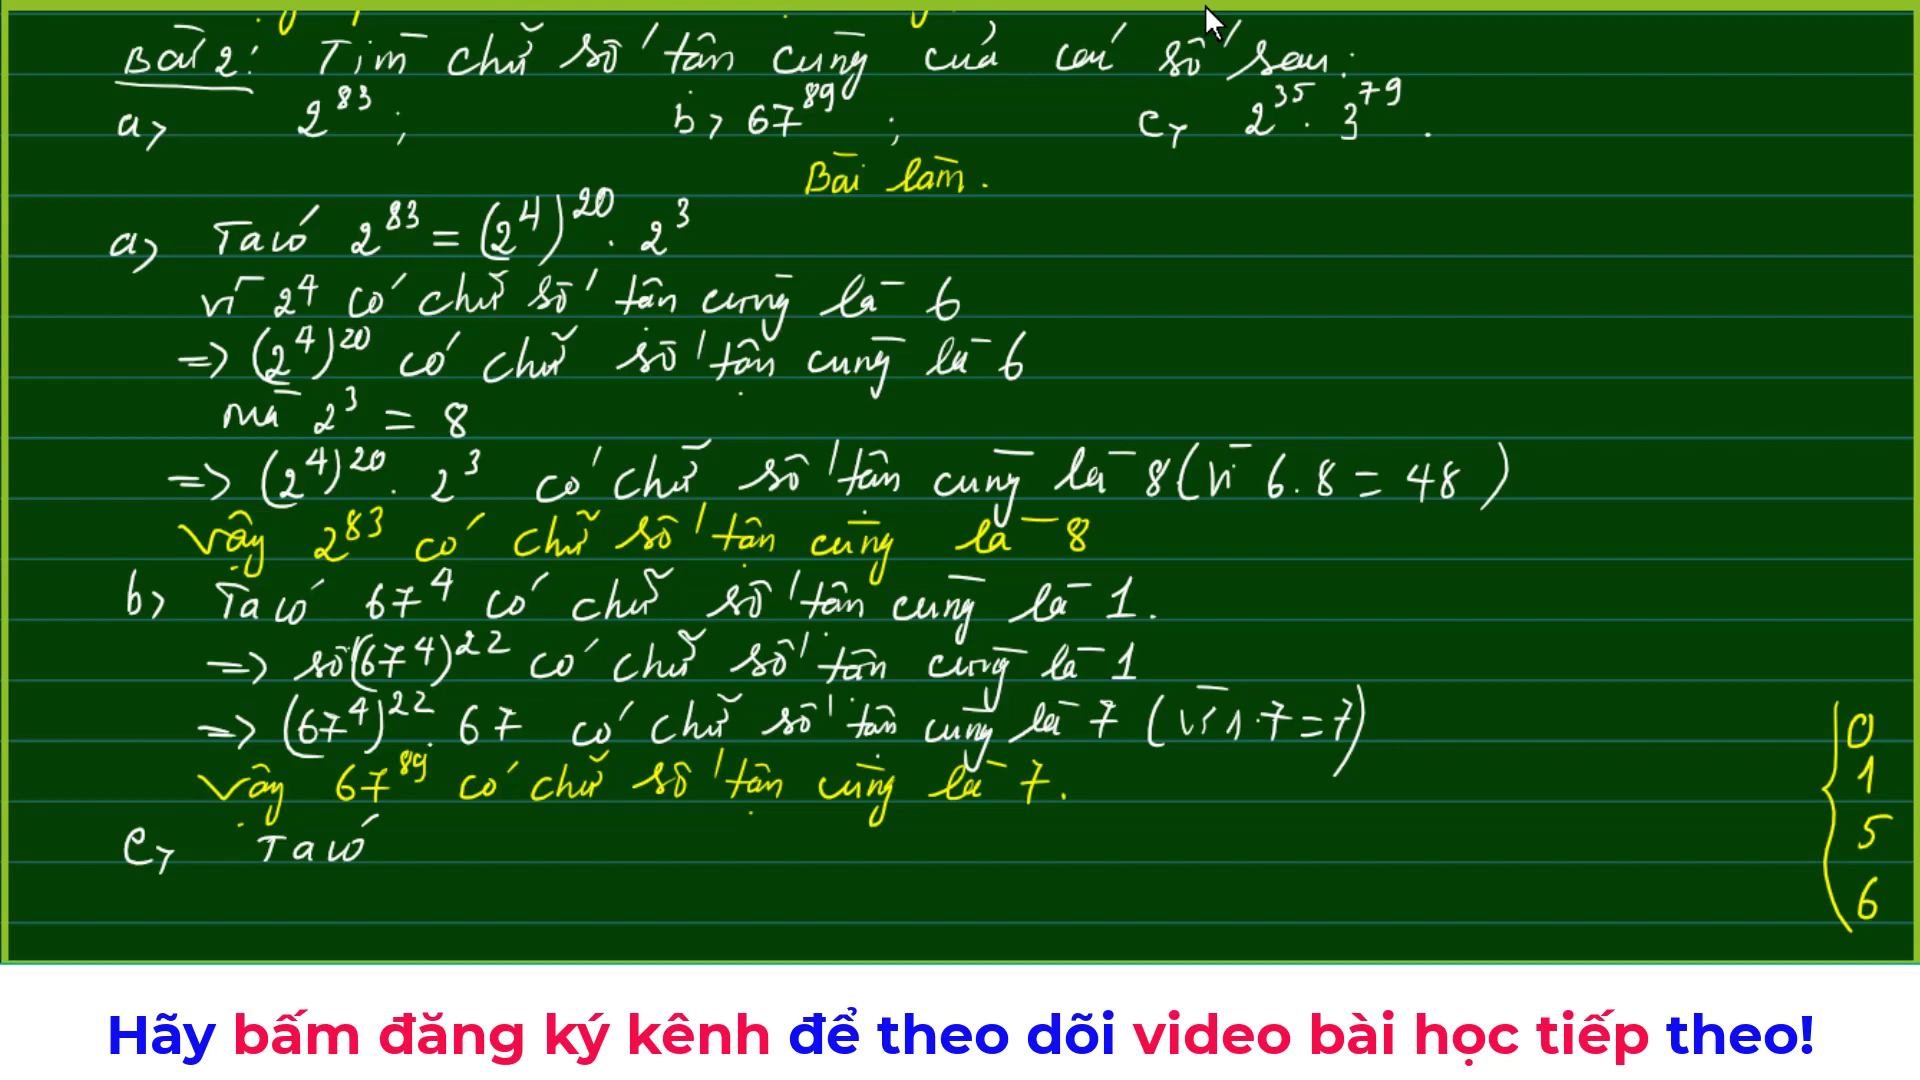 Bài 2: Tìm chữ số tận cùng của các số sau:
a) 2^83 ; b) 67^89 ; c) 2^35 . 3^79 .
Bài làm.
a) Ta có 2^83 = (2^4)^20 . 2^3
Vì 2^4 có chữ số tận cùng là 6
=> (2^4)^20 có chữ số tận cùng là 6
mà 2^3 = 8
=> (2^4)^20 . 2^3 có chữ số tận cùng là 8 (vì 6.8 = 48)
Vậy 2^83 có chữ số tận cùng là 8
b) Ta có 67^4 có chữ số tận cùng là 1.
=> số (67^4)^22 có chữ số tận cùng là 1
=> (67^4)^22 . 67 có chữ số tận cùng là 7 (vì 1.7=7)
Vậy 67^89 có chữ số tận cùng là 7.
c) Ta có
0
1
5
6
Hãy bấm đăng ký kênh để theo dõi video bài học tiếp theo!